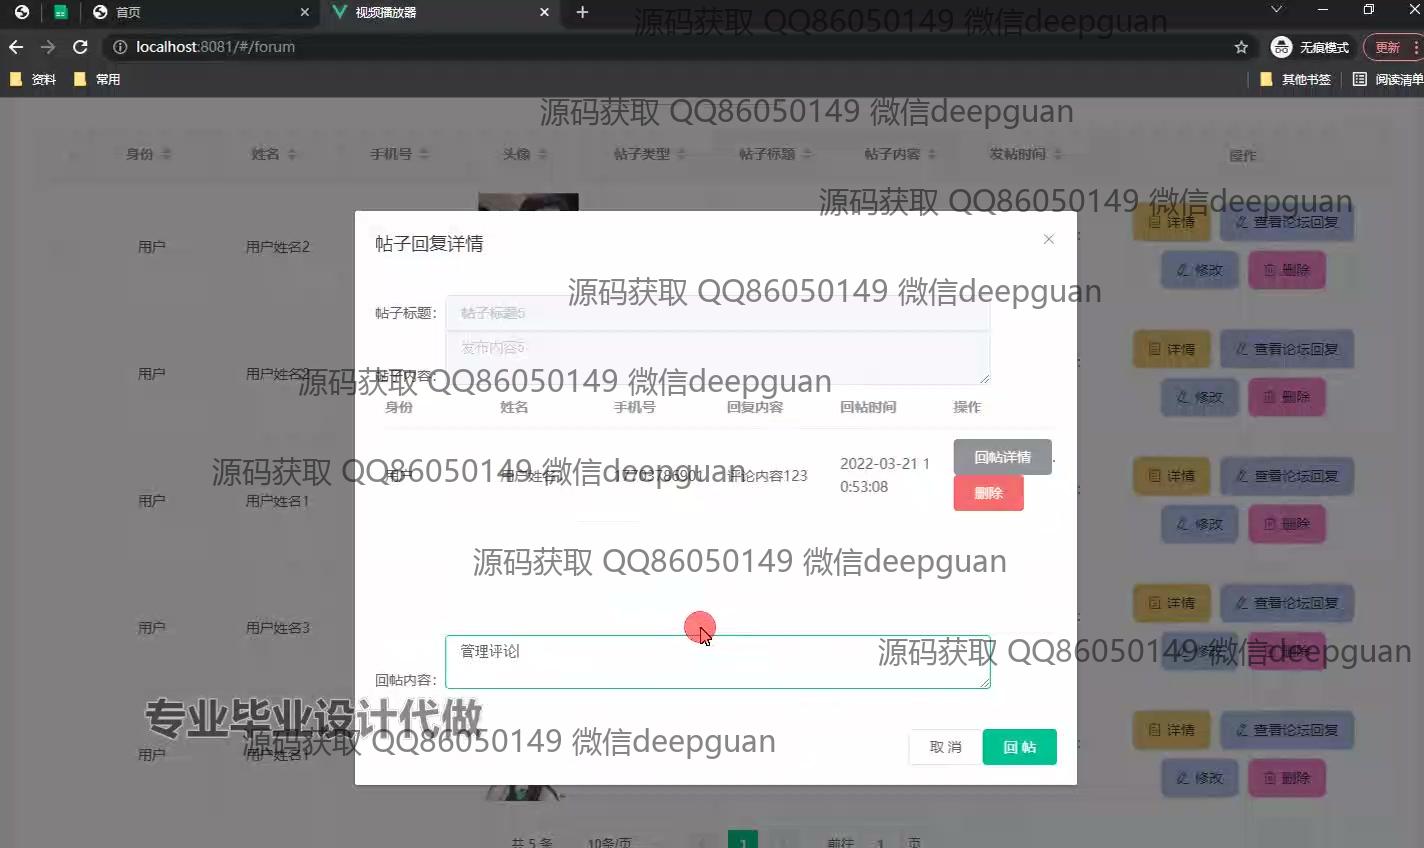 首页
视频播放器
源码获取 QQ86050149 微信deepguan
localhost:8081/#/forum
无痕模式
更新
资料
常用
其他书签
阅读清单
源码获取 QQ86050149 微信deepguan
身份
姓名
手机号
头像
帖子类型
帖子标题
帖子内容
发帖时间
操作
源码获取 QQ86050149 微信deepguan
用户
用户姓名2
详情
查看论坛回复
修改
删除
帖子回复详情
源码获取 QQ86050149 微信deepguan
帖子标题：
帖子标题5
发布内容5
帖子内容：
用户
详情
查看论坛回复
修改
删除
源码获取 QQ86050149 微信deepguan
身份
姓名
手机号
回复内容
回帖时间
操作
源码获取 QQ86050149 微信deepguan
用户
评论内容123
2022-03-21 1
0:53:08
回帖详情
删除
用户
用户姓名1
详情
查看论坛回复
修改
删除
源码获取 QQ86050149 微信deepguan
用户
用户姓名3
详情
查看论坛回复
删除
管理评论
回帖内容：
源码获取 QQ86050149 微信deepguan
专业毕业设计代做
源码获取 QQ86050149 微信deepguan
取 消
回 帖
用户
用户姓名1
详情
查看论坛回复
修改
删除
共 5 条
10条/页
1
前往
1
页